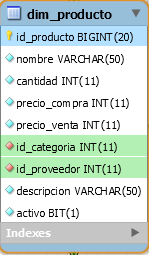 dim_producto
id_producto BIGINT(20)
nombre VARCHAR(50)
cantidad INT(11)
precio_compra INT(11)
precio_venta INT(11)
id_categoria INT(11)
id_proveedor INT(11)
descripcion VARCHAR(50)
activo BIT(1)
Indexes